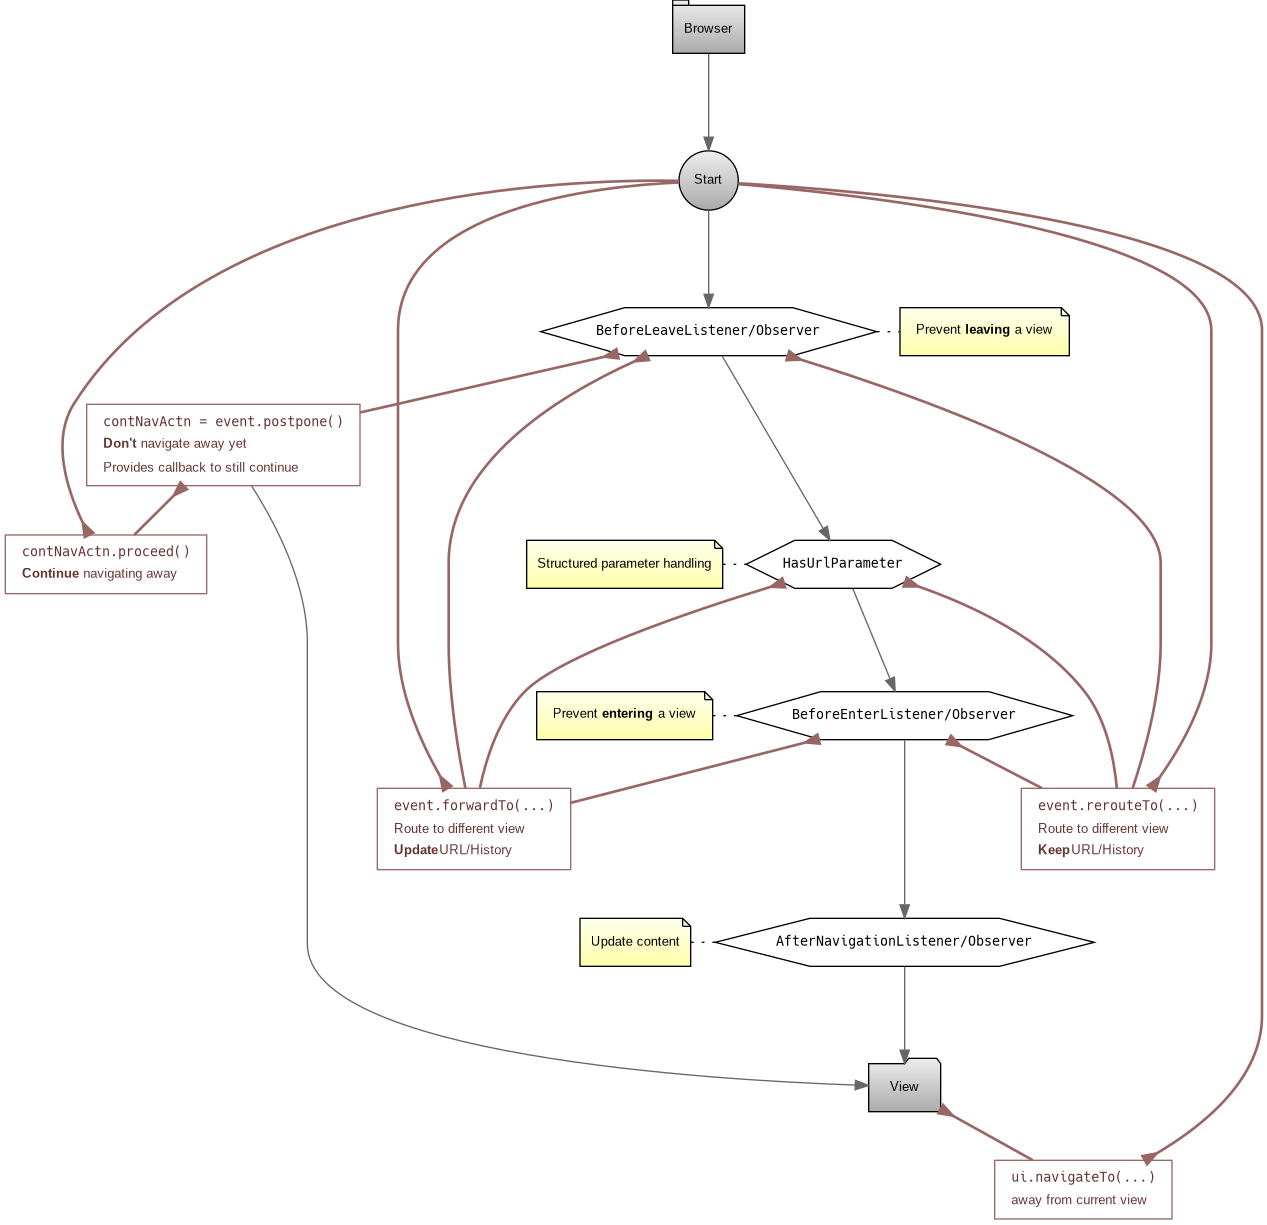 Browser
Start
BeforeLeaveListener/Observer
Prevent leaving a view
contNavActn = event.postpone()
Don't navigate away yet
Provides callback to still continue
contNavActn.proceed()
Continue navigating away
Structured parameter handling
HasUrlParameter
Prevent entering a view
BeforeEnterListener/Observer
event.forwardTo(...)
Route to different view
Update URL/History
event.rerouteTo(...)
Route to different view
Keep URL/History
Update content
AfterNavigationListener/Observer
View
ui.navigateTo(...)
away from current view